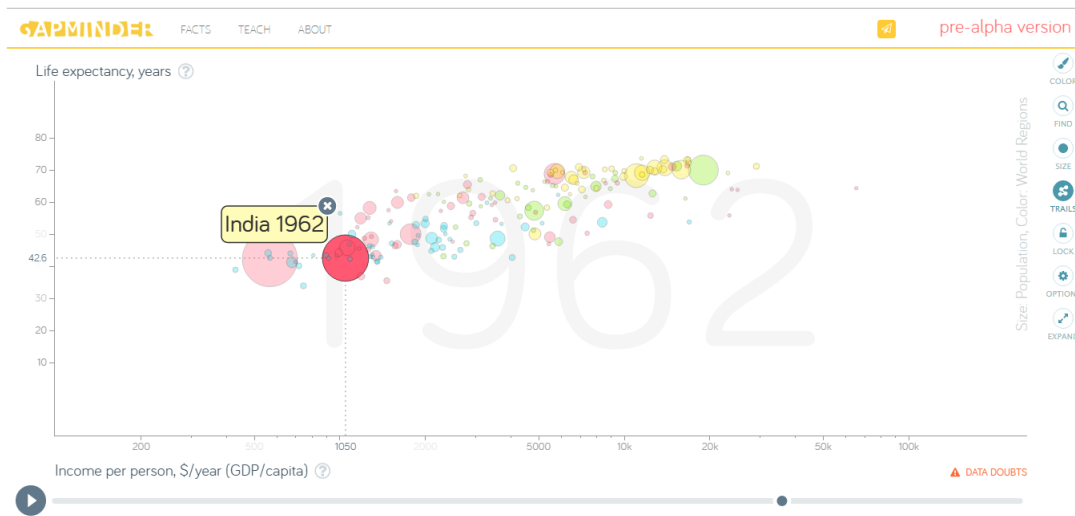 GAPMINDER FACTS TEACH ABOUT pre-alpha version
Life expectancy, years ?
COLOR
FIND
SIZE
TRAILS
LOCK
OPTION
EXPAND
Size: Population, Color: World Regions
1962
India 1962
80
70
60
50
42.6
30
20
10
200 500 1050 2000 5000 10k 20k 50k 100k
Income per person, $/year (GDP/capita) ?
DATA DOUBTS